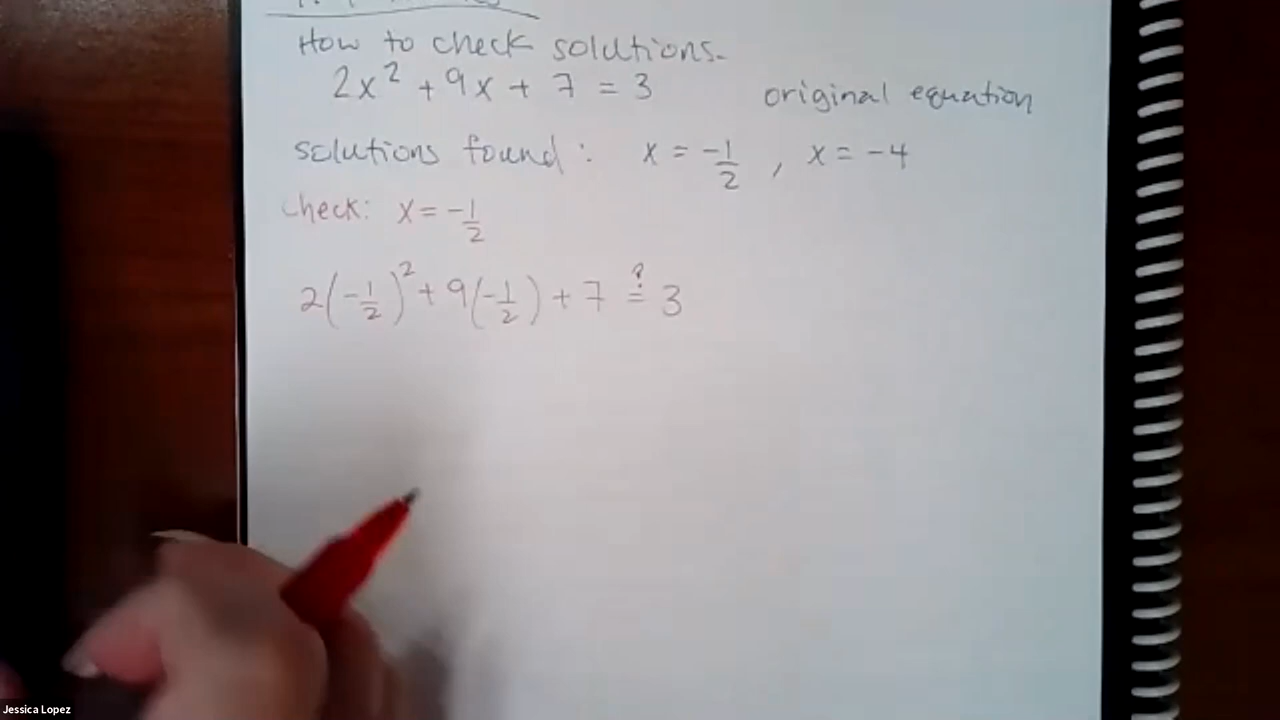 How to check solutions.
2x² + 9x + 7 = 3 original equation
solutions found: x = -1/2 , x = -4
check: x = -1/2
2(-1/2)² + 9(-1/2) + 7 ≟ 3
Jessica Lopez